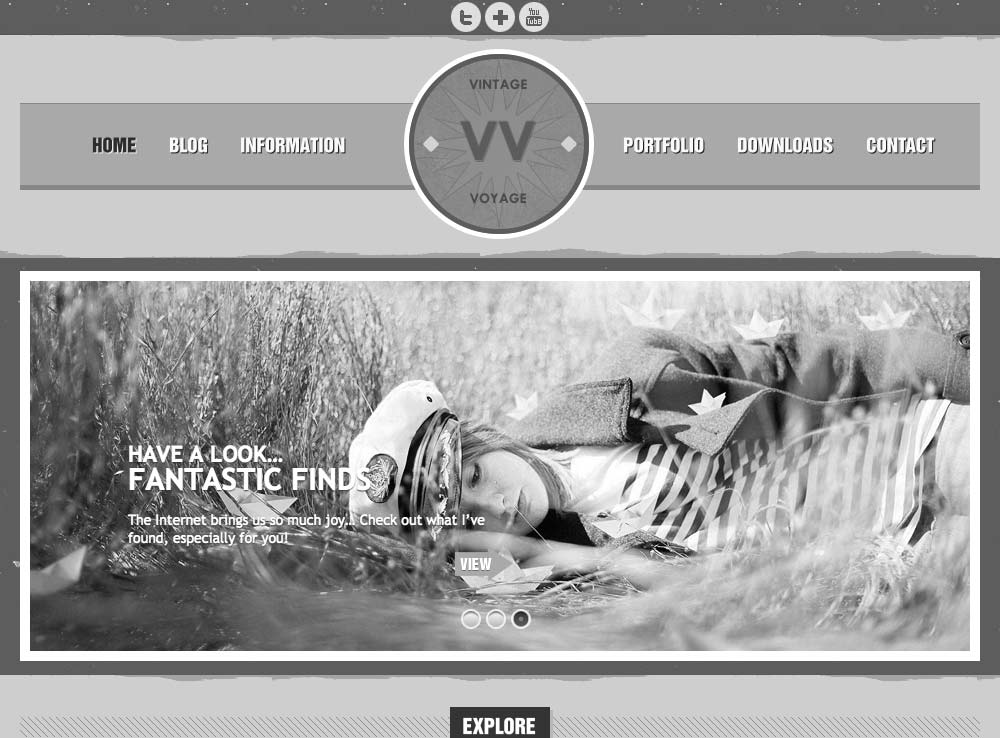 You
Tube
VINTAGE
VV
VOYAGE
HOME BLOG INFORMATION PORTFOLIO DOWNLOADS CONTACT
HAVE A LOOK...
FANTASTIC FINDS
The Internet brings us so much joy... Check out what I've
found, especially for you!
VIEW
EXPLORE